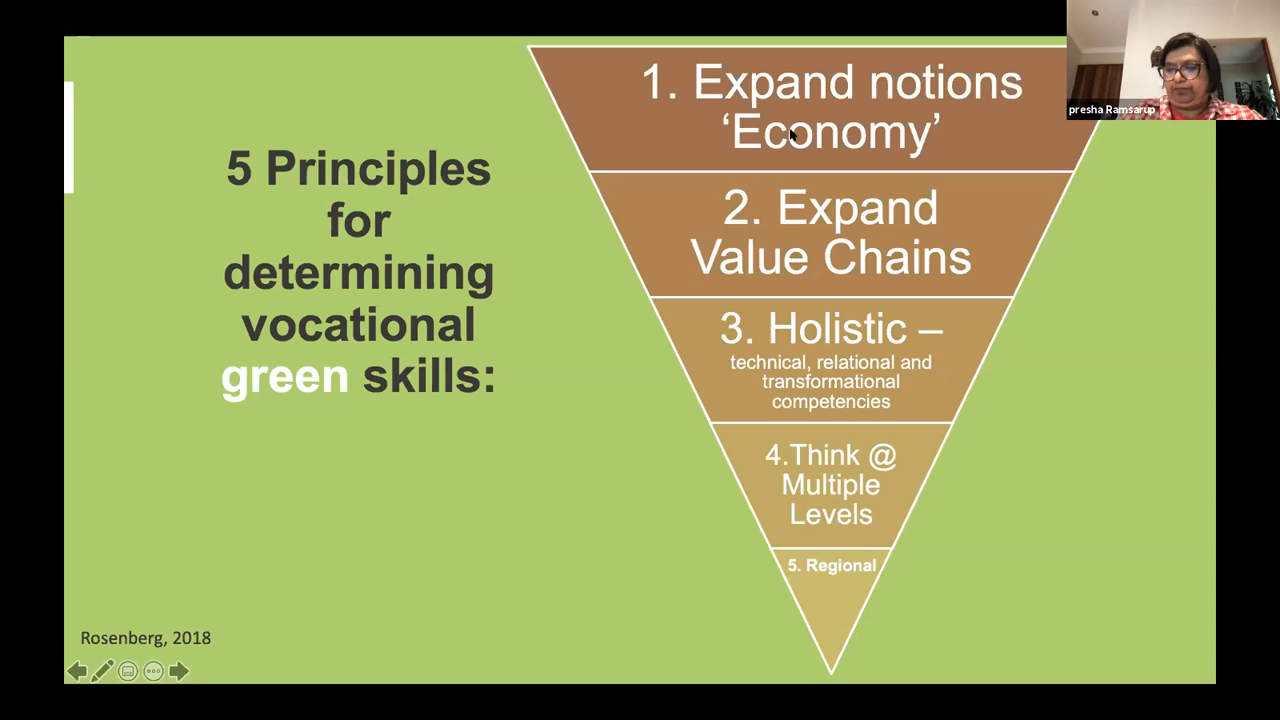 5 Principles
for
determining
vocational
green skills:
1. Expand notions
‘Economy’
2. Expand
Value Chains
3. Holistic –
technical, relational and
transformational
competencies
4.Think @
Multiple
Levels
5. Regional
Rosenberg, 2018
presha Ramsarup